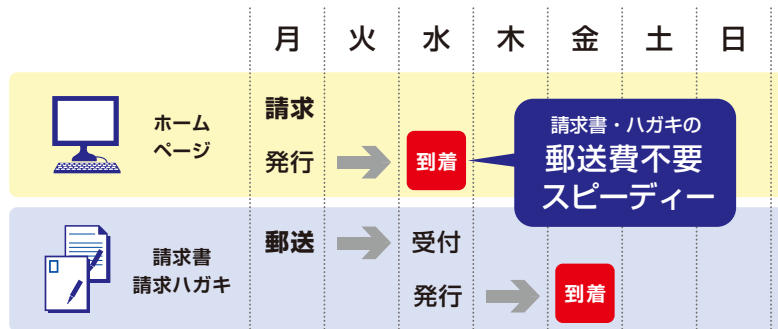 月 火 水 木 金 土 日
ホーム
ページ
請求
発行
到着
請求書・ハガキの
郵送費不要
スピーディー
請求書
請求ハガキ
郵送
受付
発行
到着